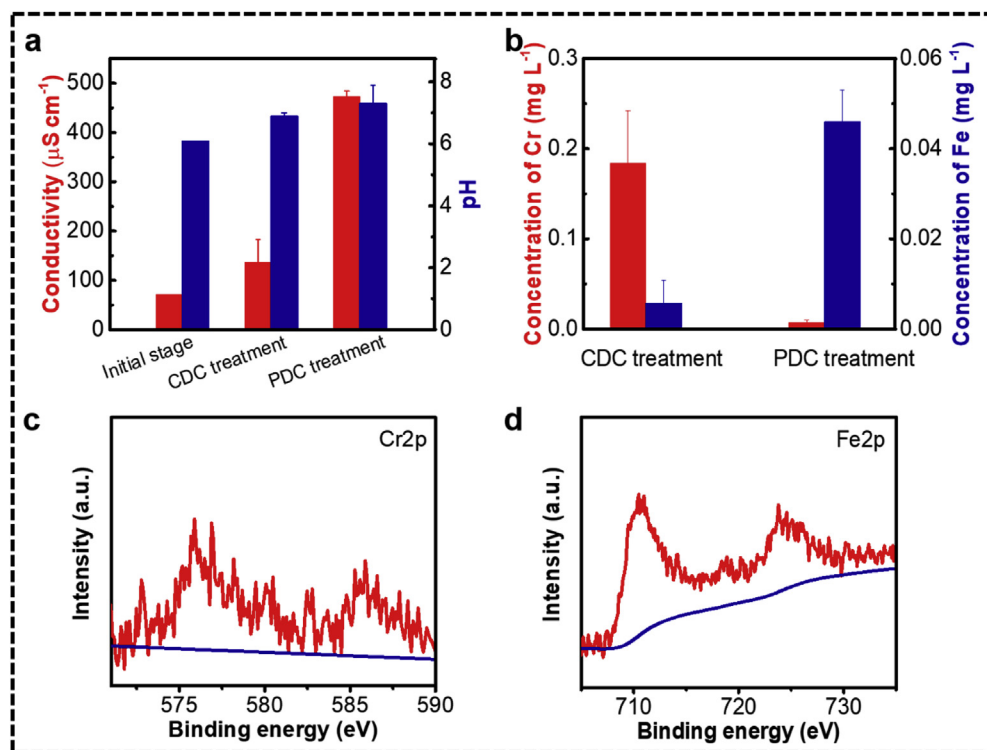 a
Conductivity (μS cm⁻¹)
500
400
300
200
100
0
8
6
4
2
0
pH
Initial stage
CDC treatment
PDC treatment
b
Concentration of Cr (mg L⁻¹)
0.3
0.2
0.1
0.0
0.06
0.04
0.02
0.00
Concentration of Fe (mg L⁻¹)
CDC treatment
PDC treatment
c
Cr2p
Intensity (a.u.)
575
580
585
590
Binding energy (eV)
d
Fe2p
Intensity (a.u.)
710
720
730
Binding energy (eV)